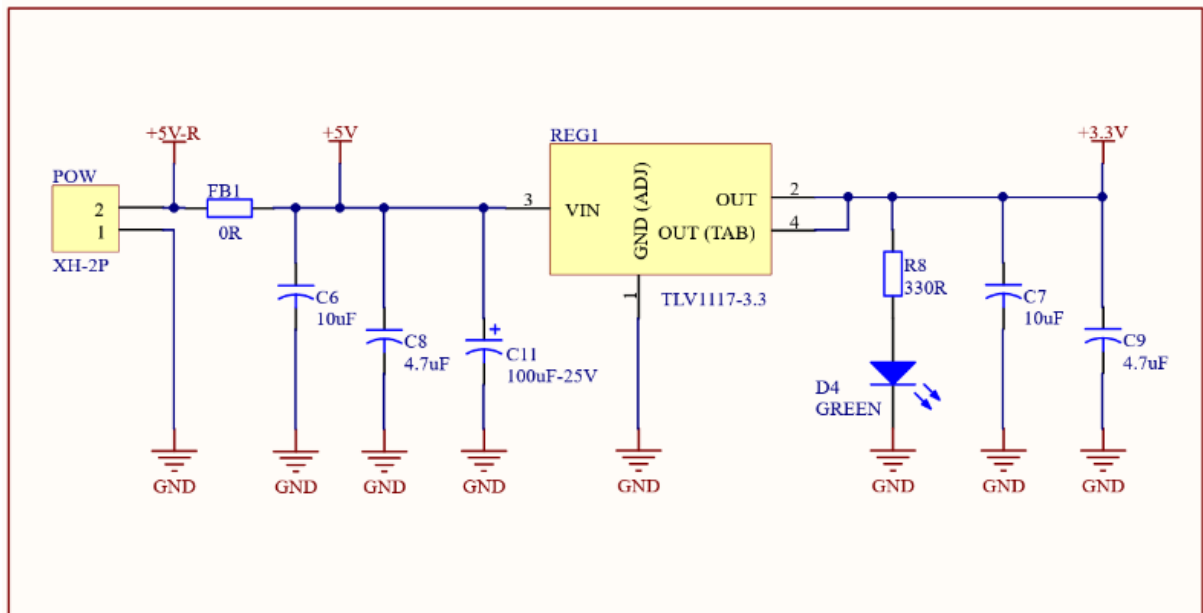 +5V-R
+5V
REG1
+3.3V
POW
2
1
XH-2P
FB1
0R
3
VIN
GND (ADJ)
OUT
OUT (TAB)
2
4
1
TLV1117-3.3
C6
10uF
C8
4.7uF
+
C11
100uF-25V
R8
330R
D4
GREEN
C7
10uF
C9
4.7uF
GND
GND
GND
GND
GND
GND
GND
GND